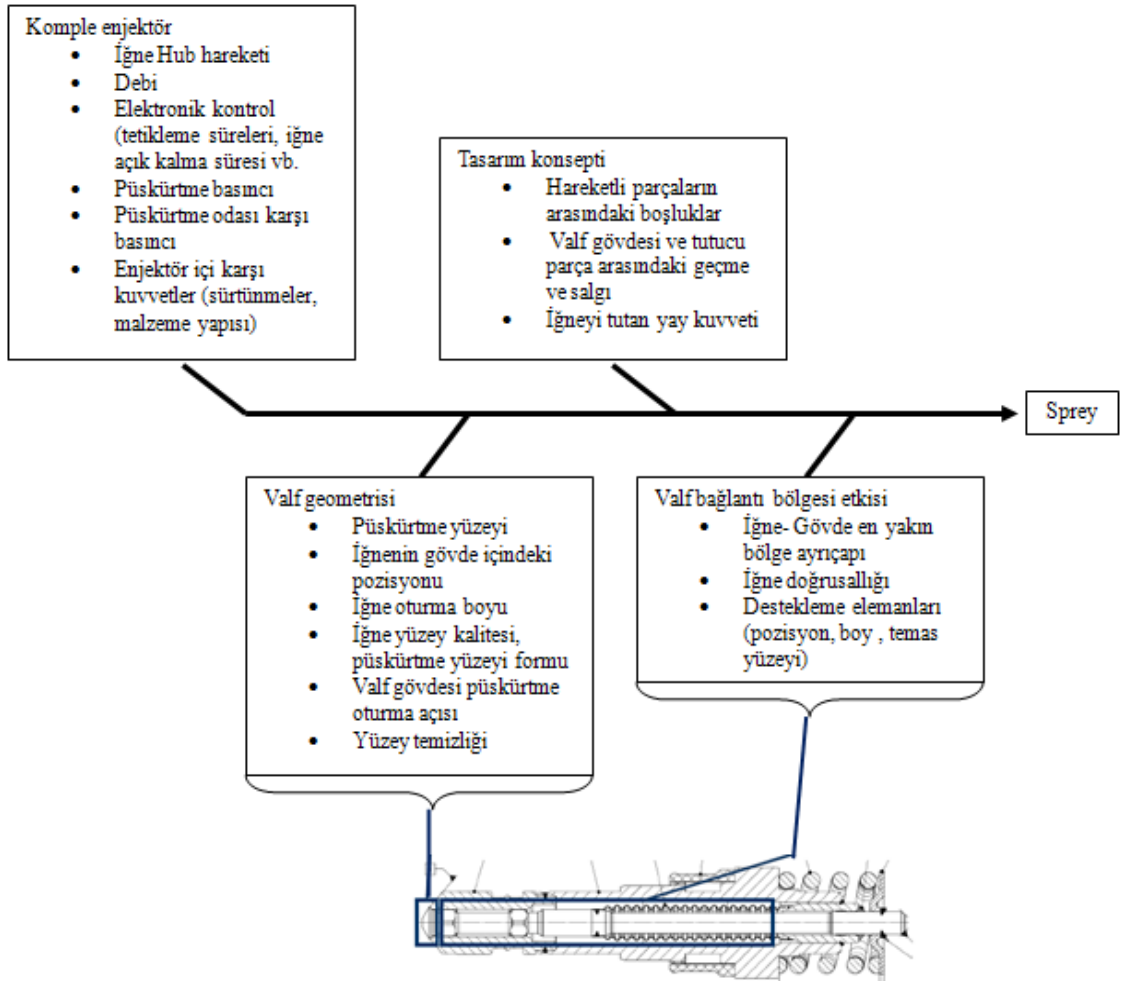 Komple enjektör
• İğne Hub hareketi
• Debi
• Elektronik kontrol
(tetikleme süreleri, iğne
açık kalma süresi vb.
• Püskürtme basıncı
• Püskürtme odası karşı
basıncı
• Enjektör içi karşı
kuvvetler (sürtünmeler,
malzeme yapısı)
Tasarım konsepti
• Hareketli parçaların
arasındaki boşluklar
• Valf gövdesi ve tutucu
parça arasındaki geçme
ve salgı
• İğneyi tutan yay kuvveti
Sprey
Valf geometrisi
• Püskürtme yüzeyi
• İğnenin gövde içindeki
pozisyonu
• İğne oturma boyu
• İğne yüzey kalitesi,
püskürtme yüzeyi formu
• Valf gövdesi püskürtme
oturma açısı
• Yüzey temizliği
Valf bağlantı bölgesi etkisi
• İğne- Gövde en yakın
bölge ayrıçapı
• İğne doğrusallığı
• Destekleme elemanları
(pozisyon, boy , temas
yüzeyi)